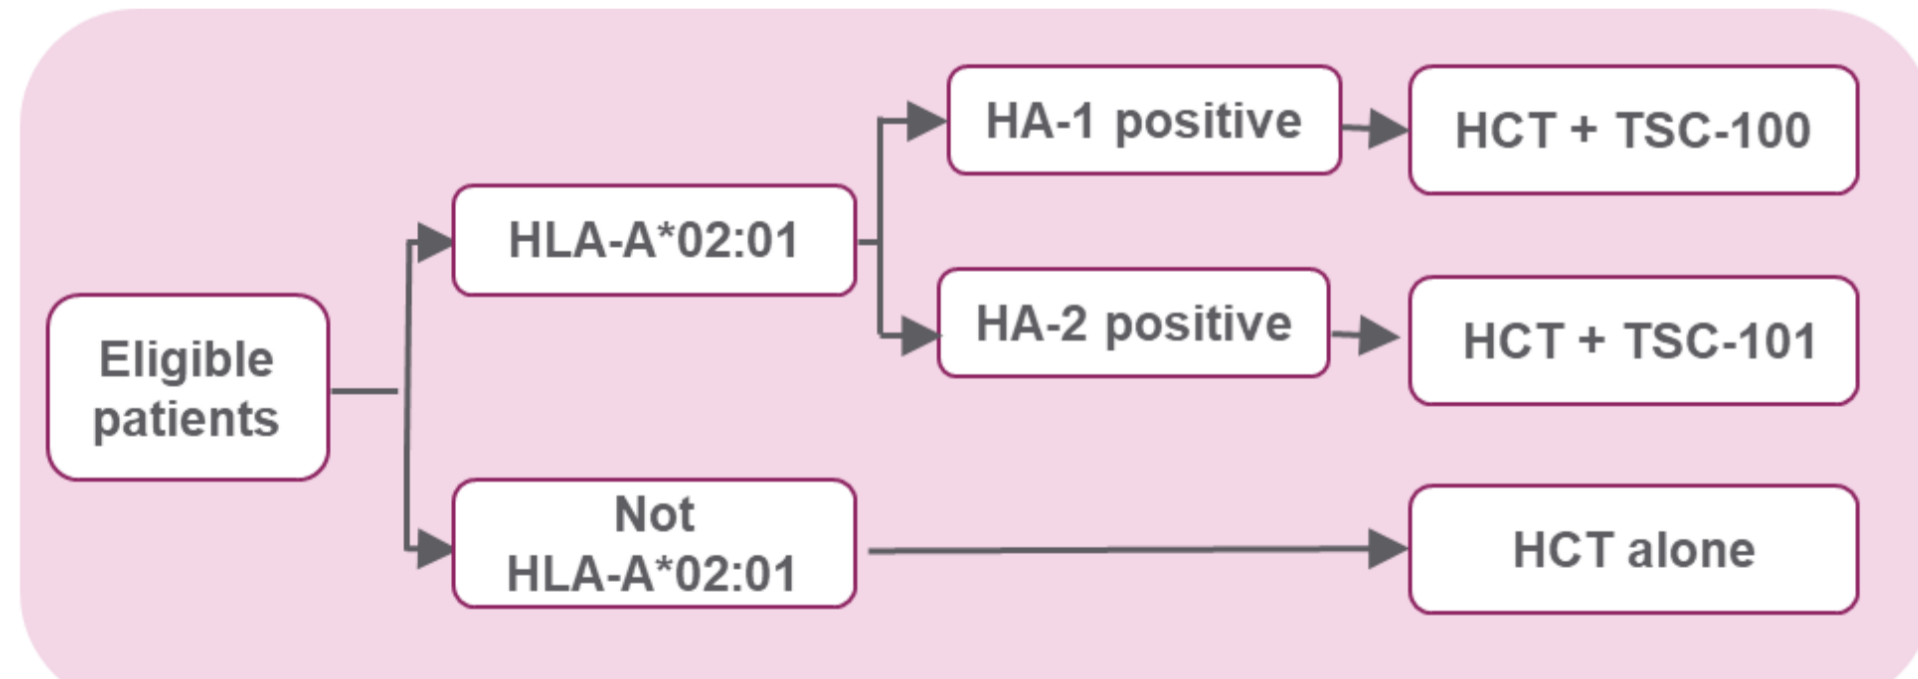 Eligible
patients
HLA-A*02:01
Not
HLA-A*02:01
HA-1 positive
HA-2 positive
HCT + TSC-100
HCT + TSC-101
HCT alone